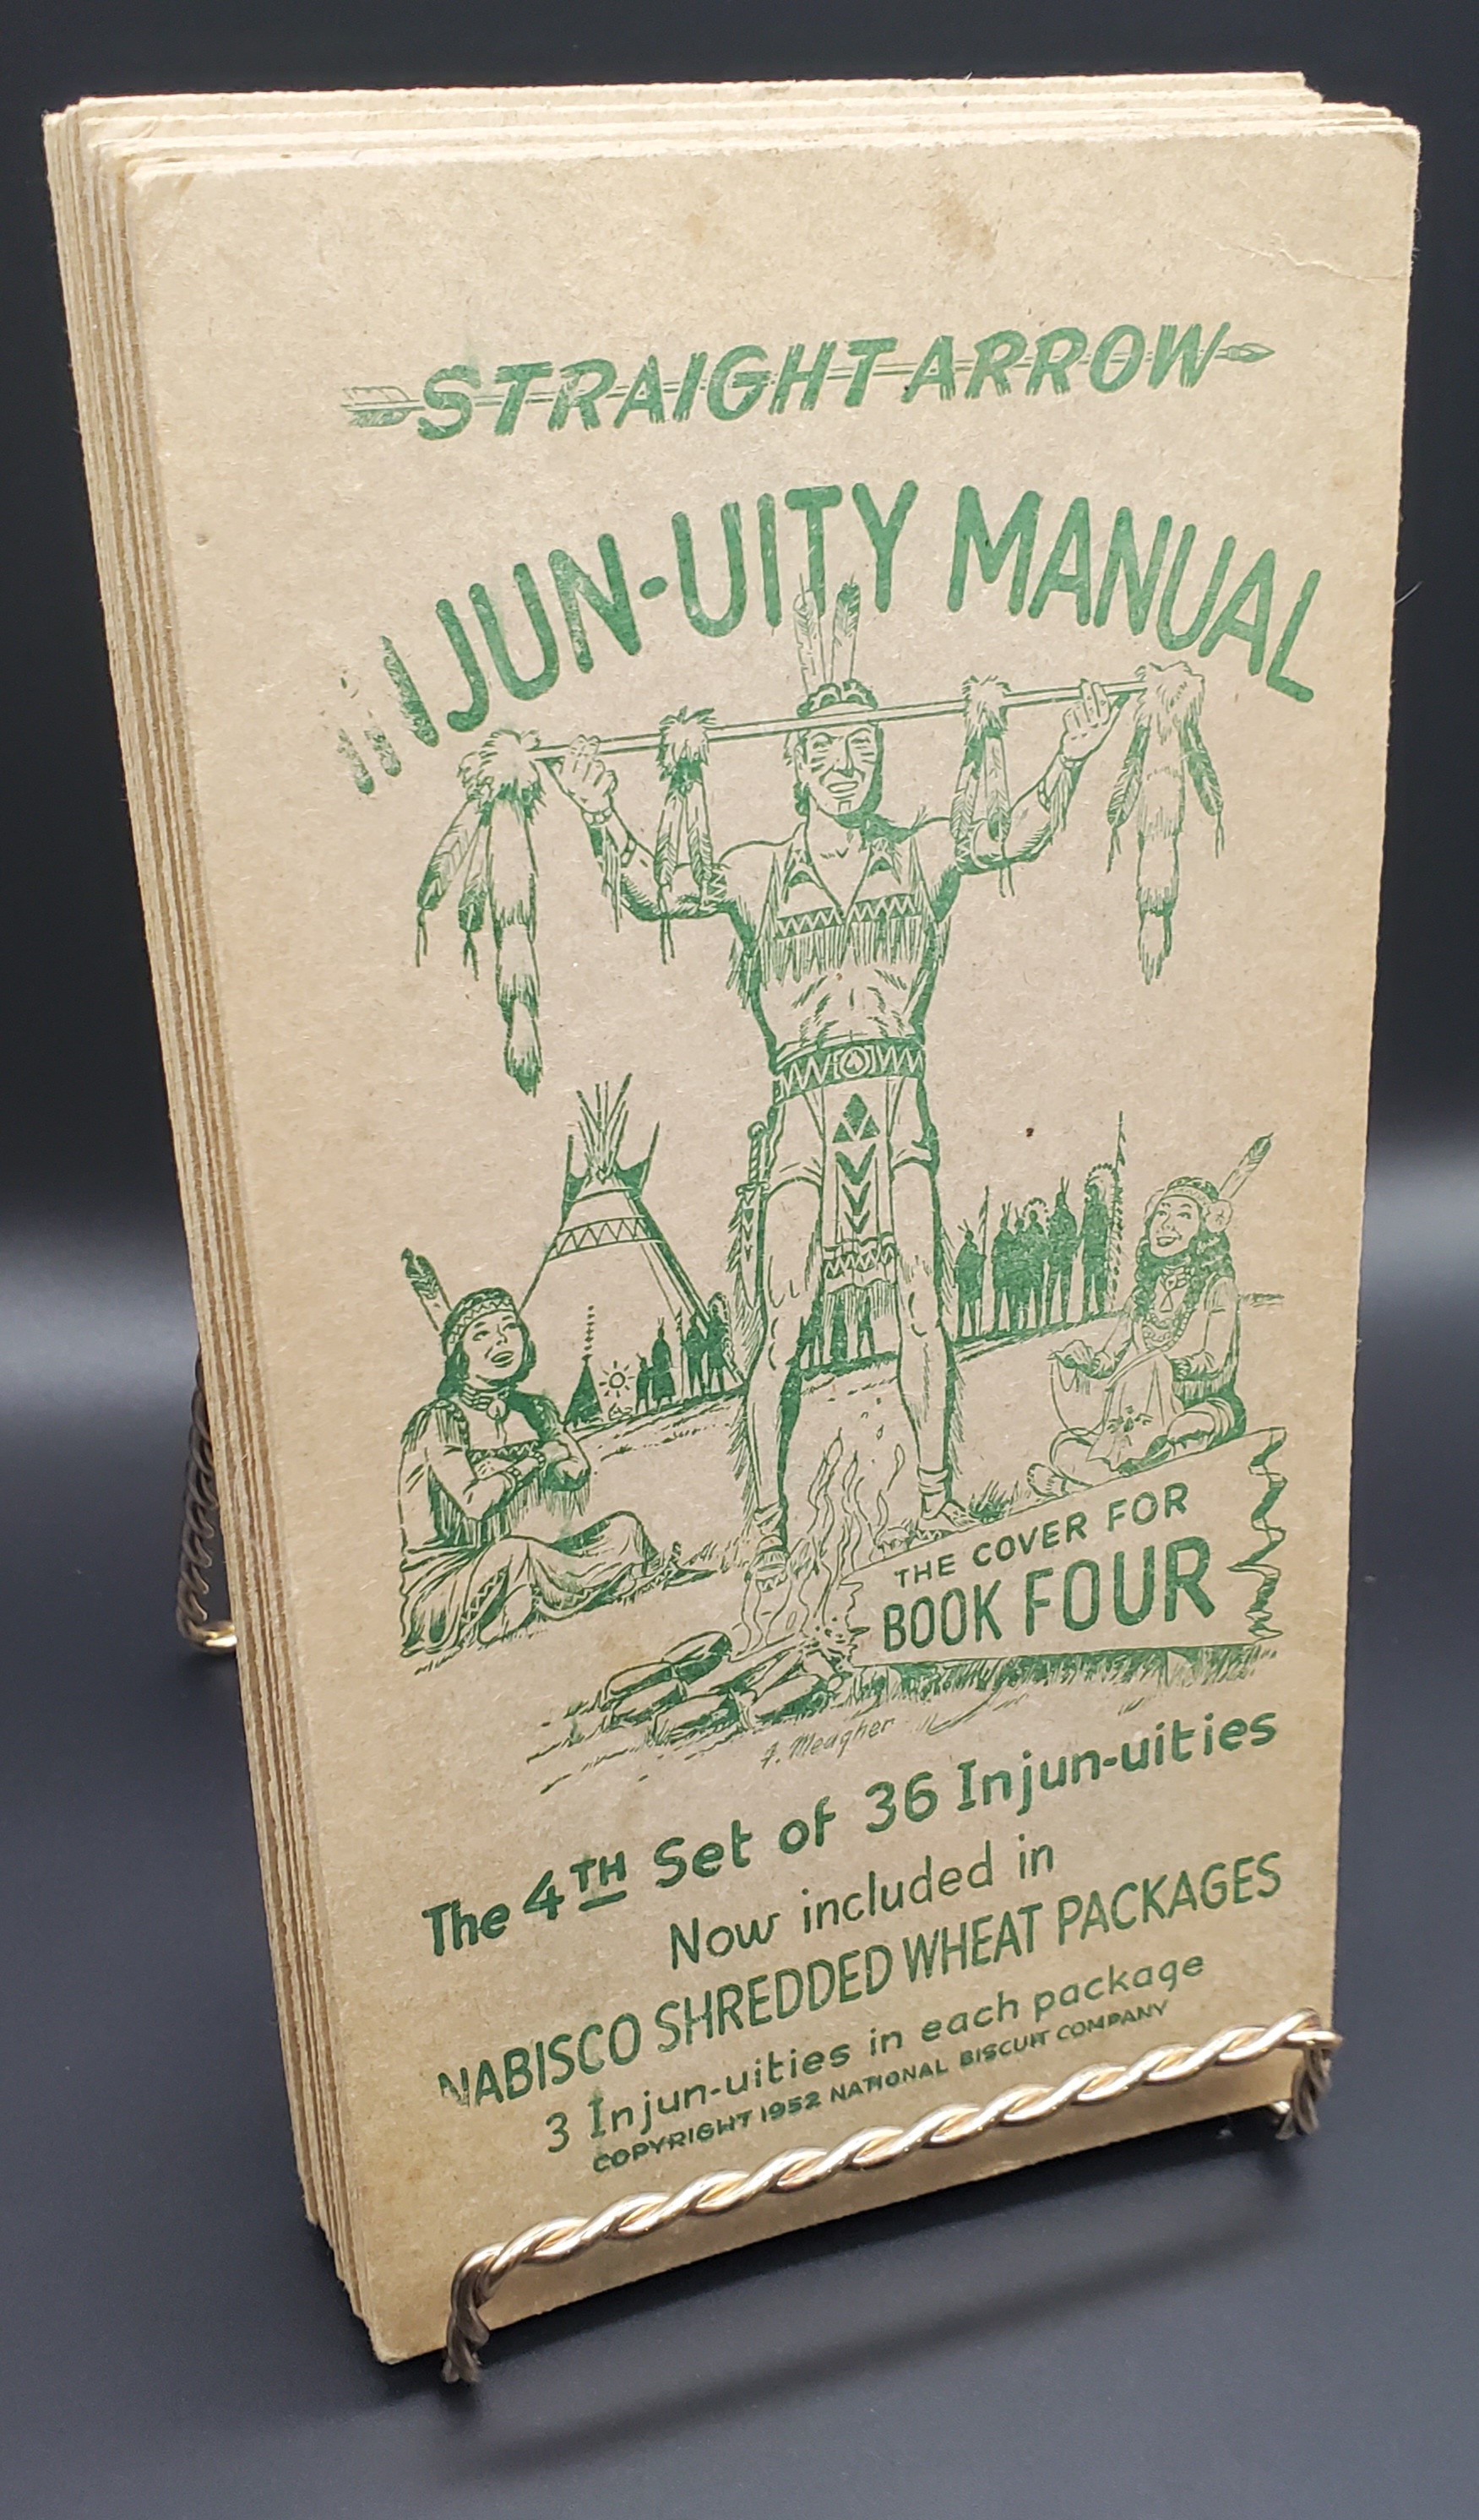 STRAIGHT ARROW
INJUN-UITY MANUAL
THE COVER FOR
BOOK FOUR
F. Meagher
The 4TH Set of 36 Injun-uities
Now included in
NABISCO SHREDDED WHEAT PACKAGES
3 Injun-uities in each package
COPYRIGHT 1952 NATIONAL BISCUIT COMPANY